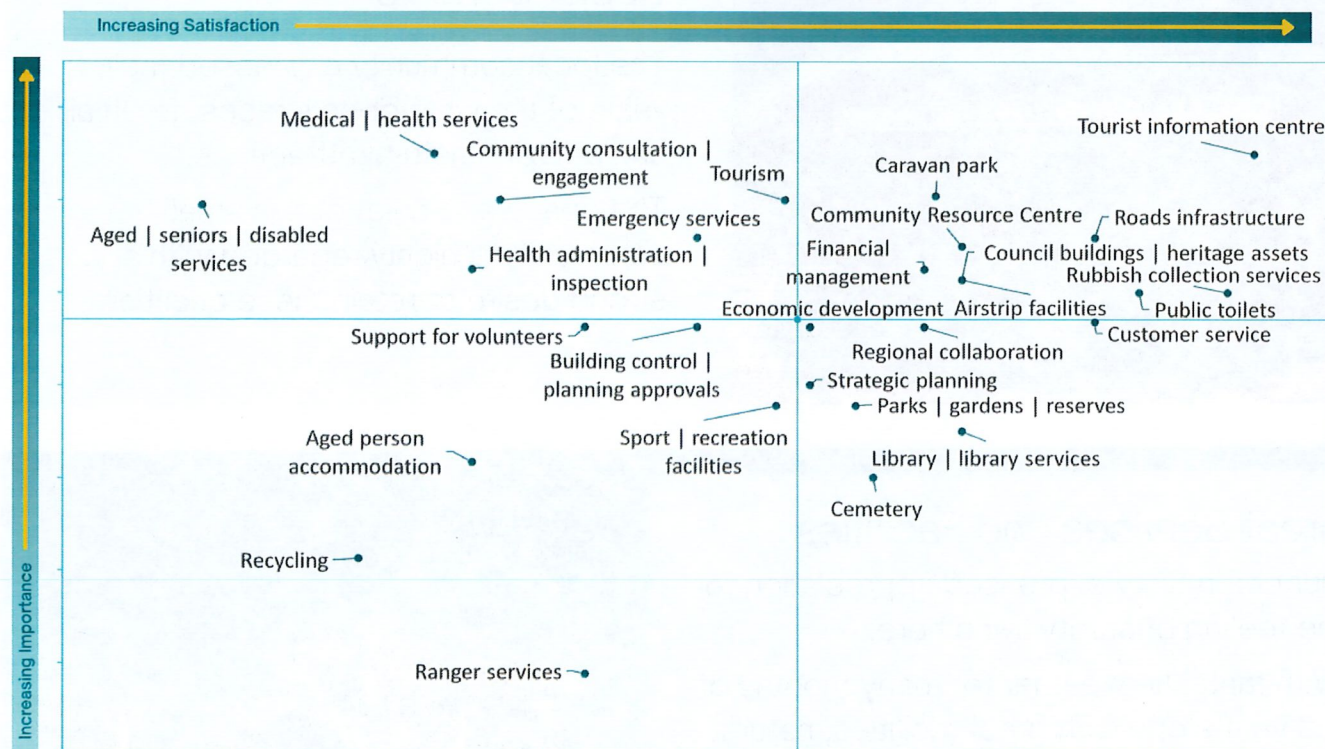 Increasing Satisfaction
Increasing Importance
Medical | health services
Tourist information centre
Community consultation |
engagement
Tourism
Caravan park
Emergency services
Community Resource Centre
Roads infrastructure
Aged | seniors | disabled
services
Health administration |
inspection
Financial
management
Council buildings | heritage assets
Rubbish collection services
Economic development
Airstrip facilities
Public toilets
Support for volunteers
Customer service
Building control |
planning approvals
Regional collaboration
Strategic planning
Parks | gardens | reserves
Aged person
accommodation
Sport | recreation
facilities
Library | library services
Cemetery
Recycling
Ranger services